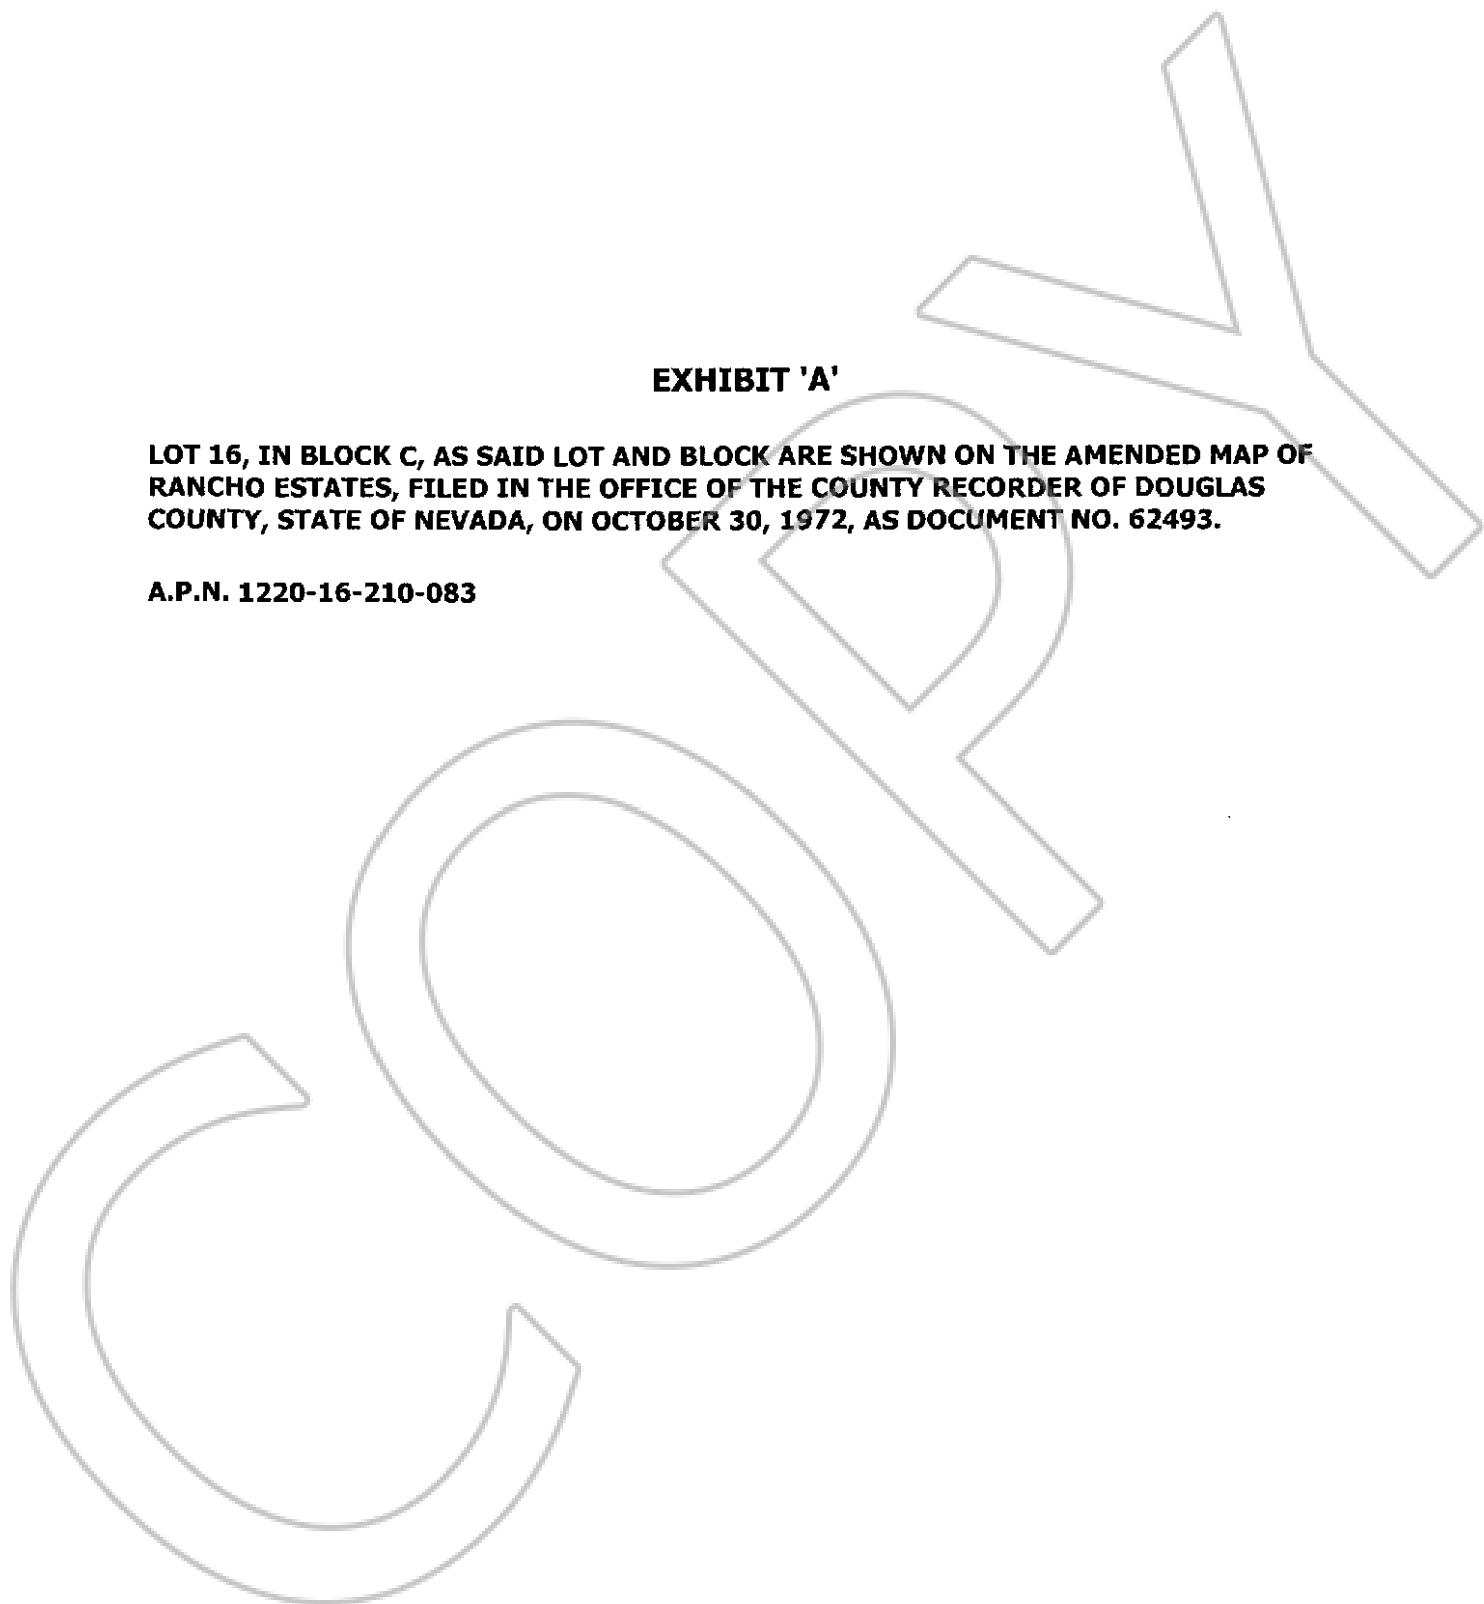 EXHIBIT 'A'
LOT 16, IN BLOCK C, AS SAID LOT AND BLOCK ARE SHOWN ON THE AMENDED MAP OF
RANCHO ESTATES, FILED IN THE OFFICE OF THE COUNTY RECORDER OF DOUGLAS
COUNTY, STATE OF NEVADA, ON OCTOBER 30, 1972, AS DOCUMENT NO. 62493.
A.P.N. 1220-16-210-083
COPY